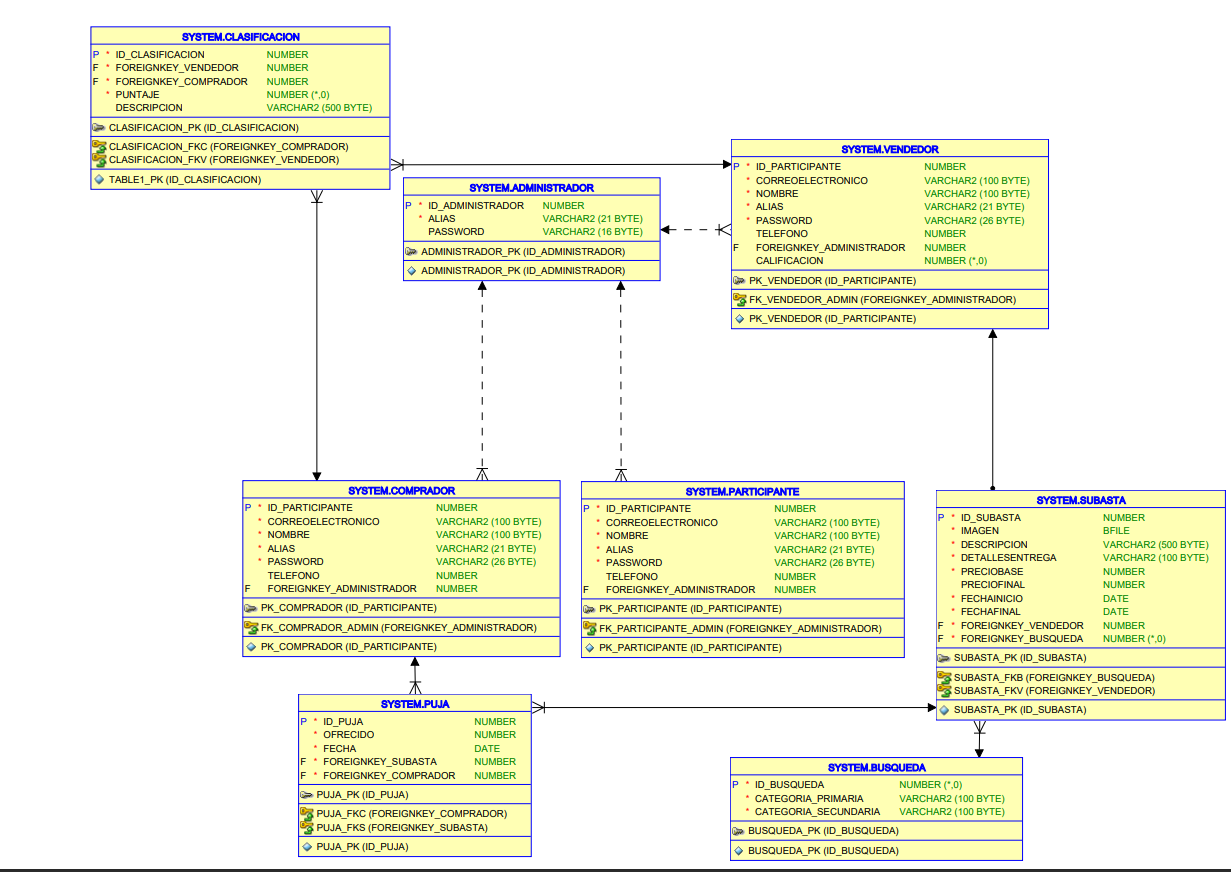 SYSTEM.CLASIFICACION
P * ID_CLASIFICACION NUMBER
F * FOREIGNKEY_VENDEDOR NUMBER
F * FOREIGNKEY_COMPRADOR NUMBER
* PUNTAJE NUMBER (*,0)
DESCRIPCION VARCHAR2 (500 BYTE)
CLASIFICACION_PK (ID_CLASIFICACION)
CLASIFICACION_FKC (FOREIGNKEY_COMPRADOR)
CLASIFICACION_FKV (FOREIGNKEY_VENDEDOR)
TABLE1_PK (ID_CLASIFICACION)
SYSTEM.ADMINISTRADOR
P * ID_ADMINISTRADOR NUMBER
* ALIAS VARCHAR2 (21 BYTE)
PASSWORD VARCHAR2 (16 BYTE)
ADMINISTRADOR_PK (ID_ADMINISTRADOR)
ADMINISTRADOR_PK (ID_ADMINISTRADOR)
SYSTEM.VENDEDOR
P * ID_PARTICIPANTE NUMBER
* CORREOELECTRONICO VARCHAR2 (100 BYTE)
* NOMBRE VARCHAR2 (100 BYTE)
* ALIAS VARCHAR2 (21 BYTE)
* PASSWORD VARCHAR2 (26 BYTE)
TELEFONO NUMBER
F FOREIGNKEY_ADMINISTRADOR NUMBER
CALIFICACION NUMBER (*,0)
PK_VENDEDOR (ID_PARTICIPANTE)
FK_VENDEDOR_ADMIN (FOREIGNKEY_ADMINISTRADOR)
PK_VENDEDOR (ID_PARTICIPANTE)
SYSTEM.COMPRADOR
P * ID_PARTICIPANTE NUMBER
* CORREOELECTRONICO VARCHAR2 (100 BYTE)
* NOMBRE VARCHAR2 (100 BYTE)
* ALIAS VARCHAR2 (21 BYTE)
* PASSWORD VARCHAR2 (26 BYTE)
TELEFONO NUMBER
F FOREIGNKEY_ADMINISTRADOR NUMBER
PK_COMPRADOR (ID_PARTICIPANTE)
FK_COMPRADOR_ADMIN (FOREIGNKEY_ADMINISTRADOR)
PK_COMPRADOR (ID_PARTICIPANTE)
SYSTEM.PARTICIPANTE
P * ID_PARTICIPANTE NUMBER
* CORREOELECTRONICO VARCHAR2 (100 BYTE)
* NOMBRE VARCHAR2 (100 BYTE)
* ALIAS VARCHAR2 (21 BYTE)
* PASSWORD VARCHAR2 (26 BYTE)
TELEFONO NUMBER
F FOREIGNKEY_ADMINISTRADOR NUMBER
PK_PARTICIPANTE (ID_PARTICIPANTE)
FK_PARTICIPANTE_ADMIN (FOREIGNKEY_ADMINISTRADOR)
PK_PARTICIPANTE (ID_PARTICIPANTE)
SYSTEM.SUBASTA
P * ID_SUBASTA NUMBER
* IMAGEN BFILE
* DESCRIPCION VARCHAR2 (500 BYTE)
* DETALLESENTREGA VARCHAR2 (100 BYTE)
* PRECIOBASE NUMBER
PRECIOFINAL NUMBER
* FECHAINICIO DATE
* FECHAFINAL DATE
F * FOREIGNKEY_VENDEDOR NUMBER
F * FOREIGNKEY_BUSQUEDA NUMBER (*,0)
SUBASTA_PK (ID_SUBASTA)
SUBASTA_FKB (FOREIGNKEY_BUSQUEDA)
SUBASTA_FKV (FOREIGNKEY_VENDEDOR)
SUBASTA_PK (ID_SUBASTA)
SYSTEM.PUJA
P * ID_PUJA NUMBER
* OFRECIDO NUMBER
* FECHA DATE
F * FOREIGNKEY_SUBASTA NUMBER
F * FOREIGNKEY_COMPRADOR NUMBER
PUJA_PK (ID_PUJA)
PUJA_FKC (FOREIGNKEY_COMPRADOR)
PUJA_FKS (FOREIGNKEY_SUBASTA)
PUJA_PK (ID_PUJA)
SYSTEM.BUSQUEDA
P * ID_BUSQUEDA NUMBER (*,0)
* CATEGORIA_PRIMARIA VARCHAR2 (100 BYTE)
* CATEGORIA_SECUNDARIA VARCHAR2 (100 BYTE)
BUSQUEDA_PK (ID_BUSQUEDA)
BUSQUEDA_PK (ID_BUSQUEDA)